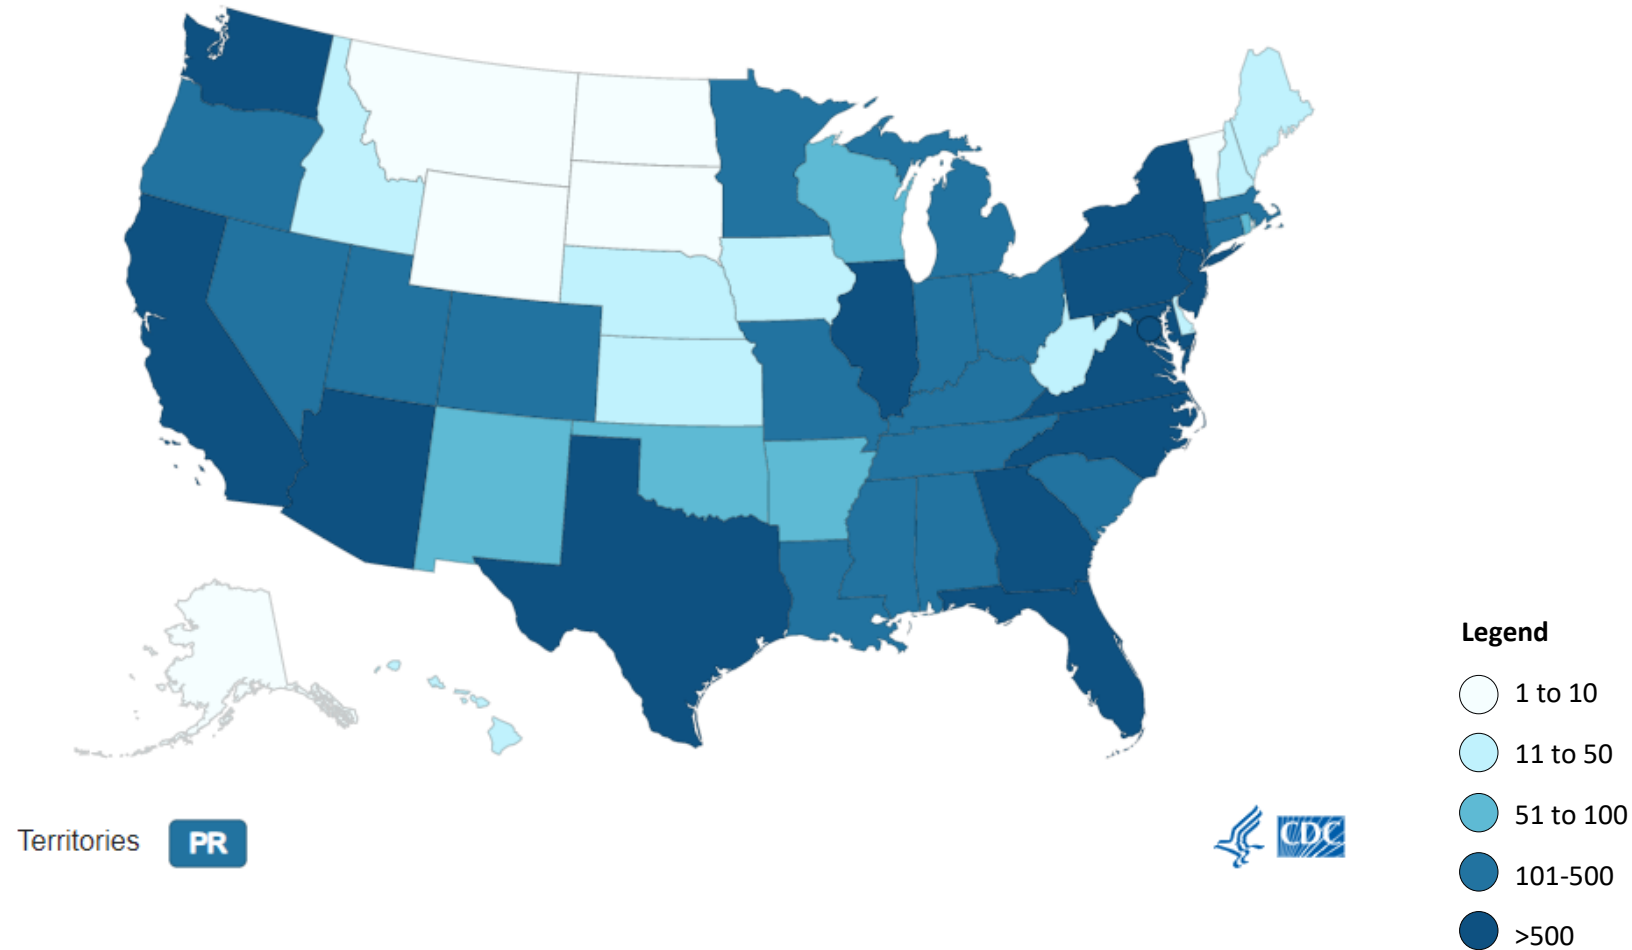 Legend
1 to 10
11 to 50
51 to 100
101-500
>500
Territories
PR
CDC